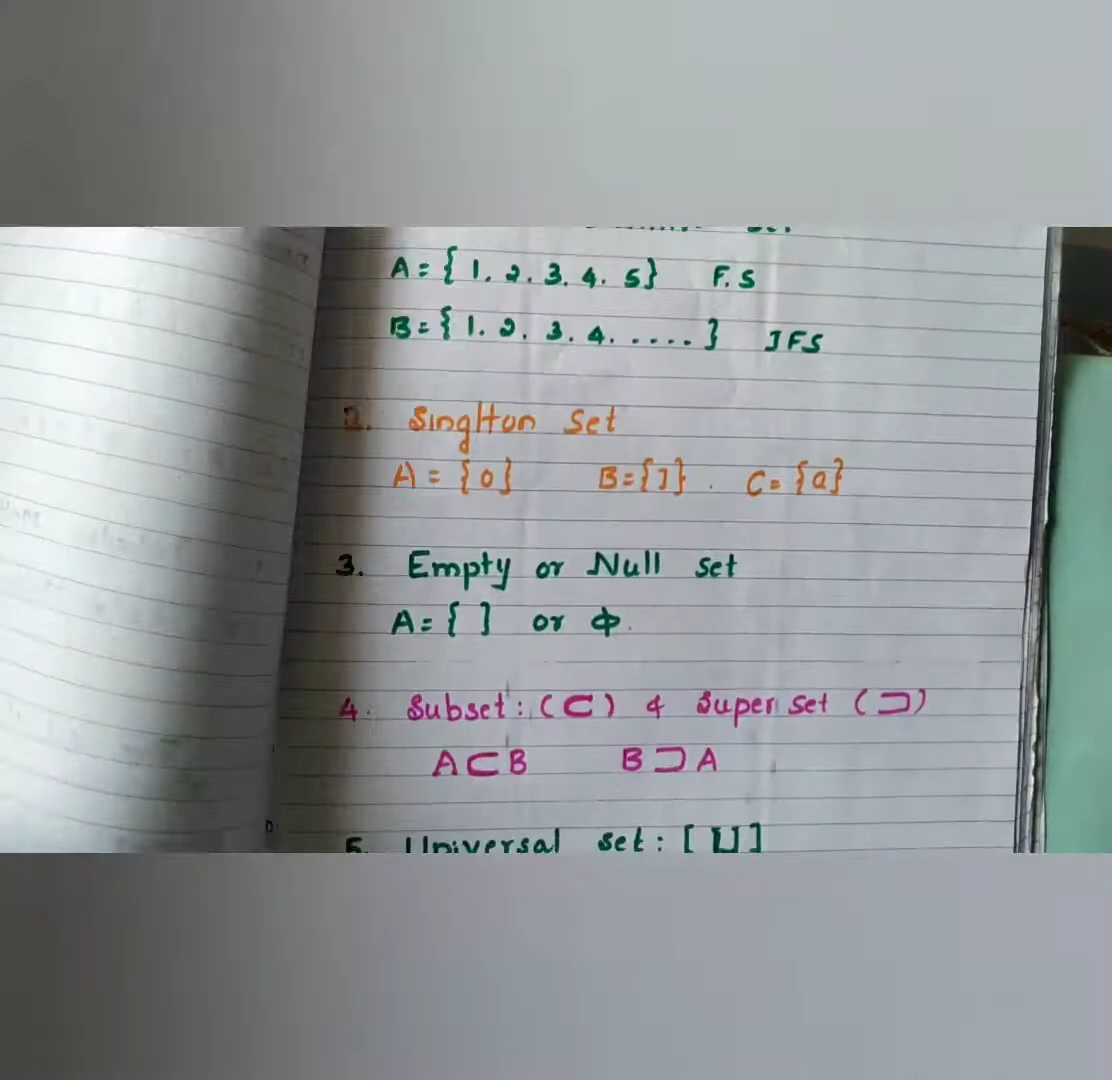 A = { 1. 2. 3. 4. 5} F.S
B = { 1. 2. 3. 4. ..... } IFS
2. Singlton Set
A = {0} B = {1} . C = {a}
3. Empty or Null set
A = { } or Φ.
4. Subset : (⊂) & Super set (⊃)
A⊂B B⊃A
5. Universal set : [U]